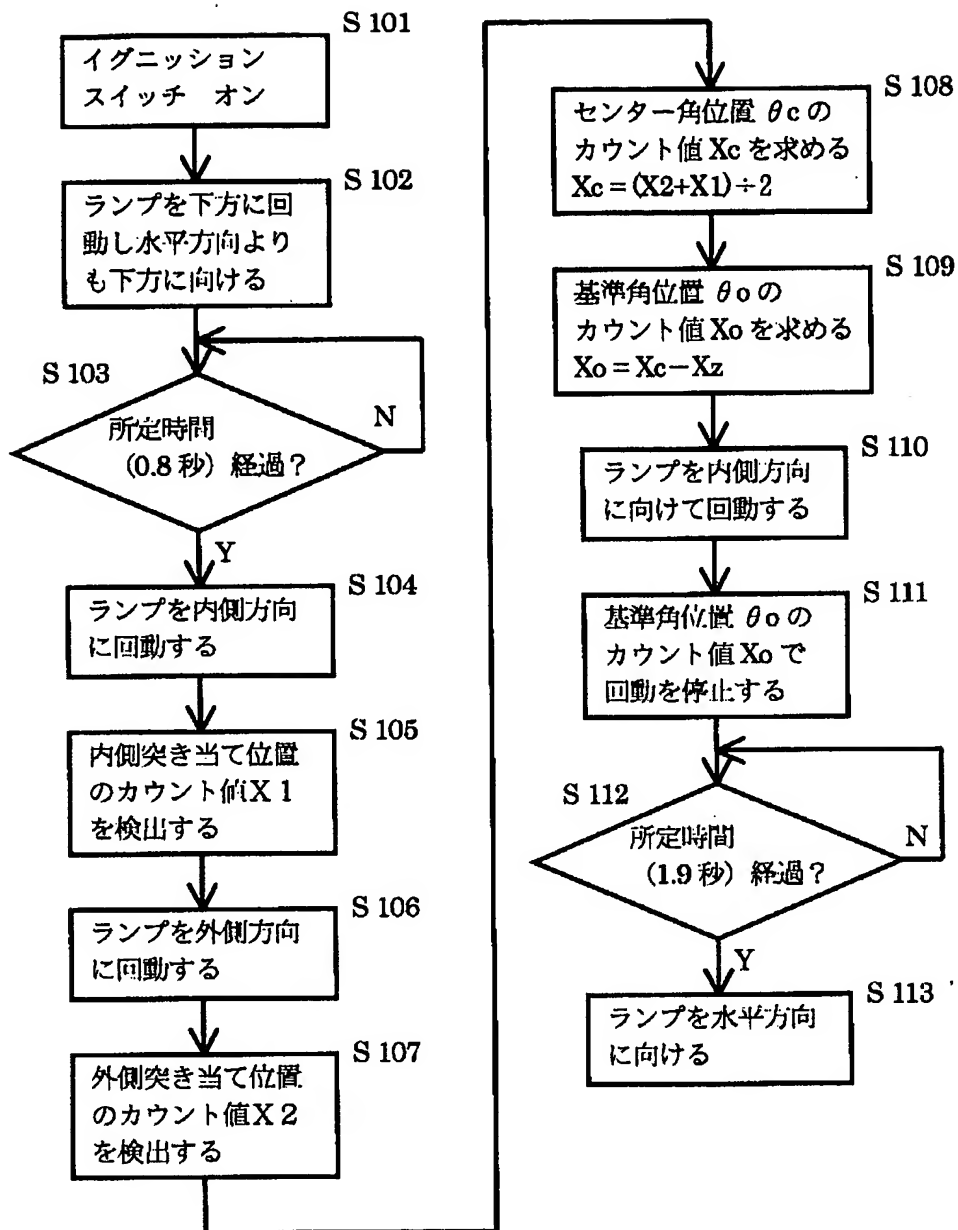 S 101
イグニッション
スイッチ オン
S 102
ランプを下方に回
動し水平方向より
も下方に向ける
S 103
所定時間
(0.8 秒) 経過？
N
Y
S 104
ランプを内側方向
に回動する
S 105
内側突き当て位置
のカウント値X 1
を検出する
S 106
ランプを外側方向
に回動する
S 107
外側突き当て位置
のカウント値X 2
を検出する
S 108
センター角位置 θc の
カウント値 Xc を求める
Xc = (X2+X1) ÷ 2
S 109
基準角位置 θo の
カウント値 Xo を求める
Xo = Xc－Xz
S 110
ランプを内側方向
に向けて回動する
S 111
基準角位置 θo の
カウント値 Xo で
回動を停止する
S 112
所定時間
(1.9 秒) 経過？
N
Y
S 113
ランプを水平方向
に向ける